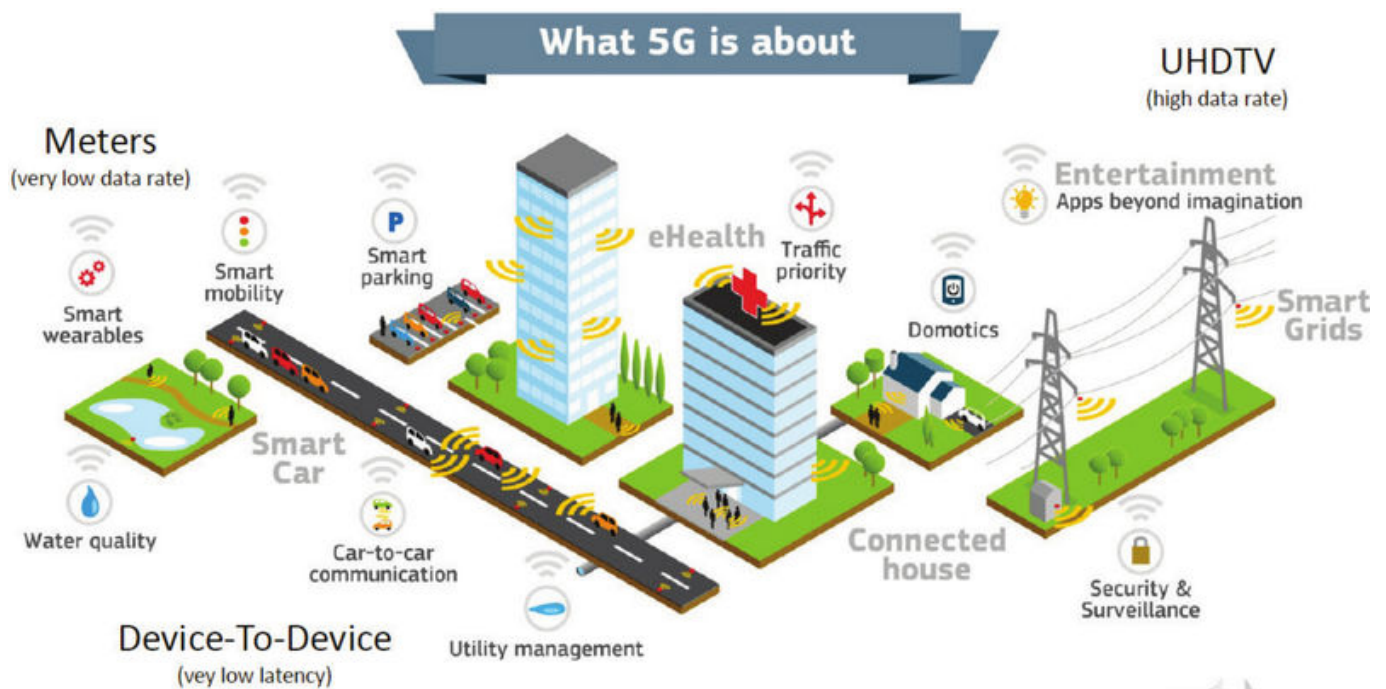 What 5G is about
UHDTV
(high data rate)
Meters
(very low data rate)
Entertainment
Apps beyond imagination
P
Smart
parking
eHealth
Traffic
priority
Smart
mobility
Smart
wearables
Domotics
Smart
Grids
Smart
Car
Water quality
Car-to-car
communication
Connected
house
Security &
Surveillance
Utility management
Device-To-Device
(vey low latency)